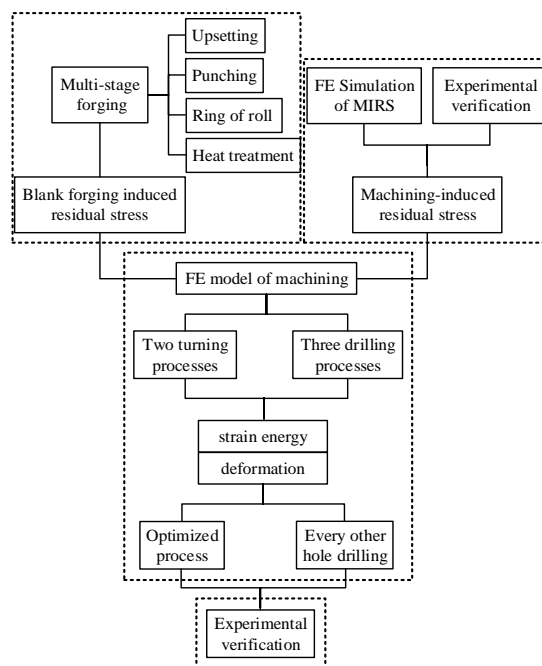 Upsetting
Multi-stage
forging
Punching
Ring of roll
Heat treatment
Blank forging induced
residual stress
FE Simulation
of MIRS
Experimental
verification
Machining-induced
residual stress
FE model of machining
Two turning
processes
Three drilling
processes
strain energy
deformation
Optimized
process
Every other
hole drilling
Experimental
verification